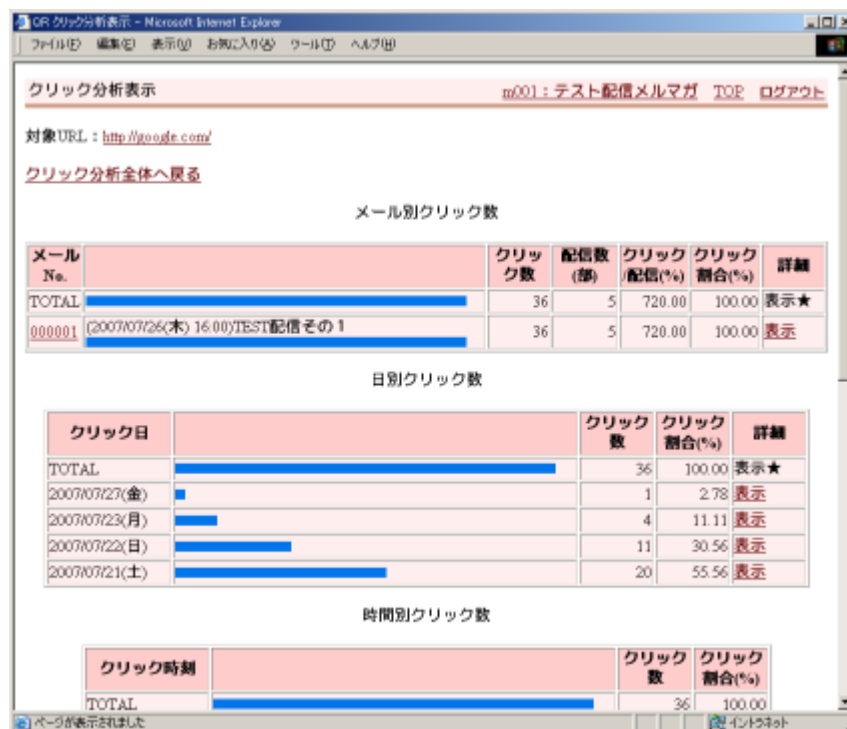 QR クリック分析表示 - Microsoft Internet Explorer
ファイル(F) 編集(E) 表示(V) お気に入り(A) ツール(T) ヘルプ(H)
クリック分析表示 m001：テスト配信メルマガ TOP ログアウト
対象URL：http://google.com/
クリック分析全体へ戻る
メール別クリック数
メールNo. クリック数 配信数(部) クリック/配信(%) クリック割合(%) 詳細
TOTAL 36 5 720.00 100.00 表示★
000001 (2007/07/26(木) 16:00)TEST配信その1 36 5 720.00 100.00 表示
日別クリック数
クリック日 クリック数 クリック割合(%) 詳細
TOTAL 36 100.00 表示★
2007/07/27(金) 1 2.78 表示
2007/07/23(月) 4 11.11 表示
2007/07/22(日) 11 30.56 表示
2007/07/21(土) 20 55.56 表示
時間別クリック数
クリック時刻 クリック数 クリック割合(%)
TOTAL 36 100.00
ページが表示されました イントラネット